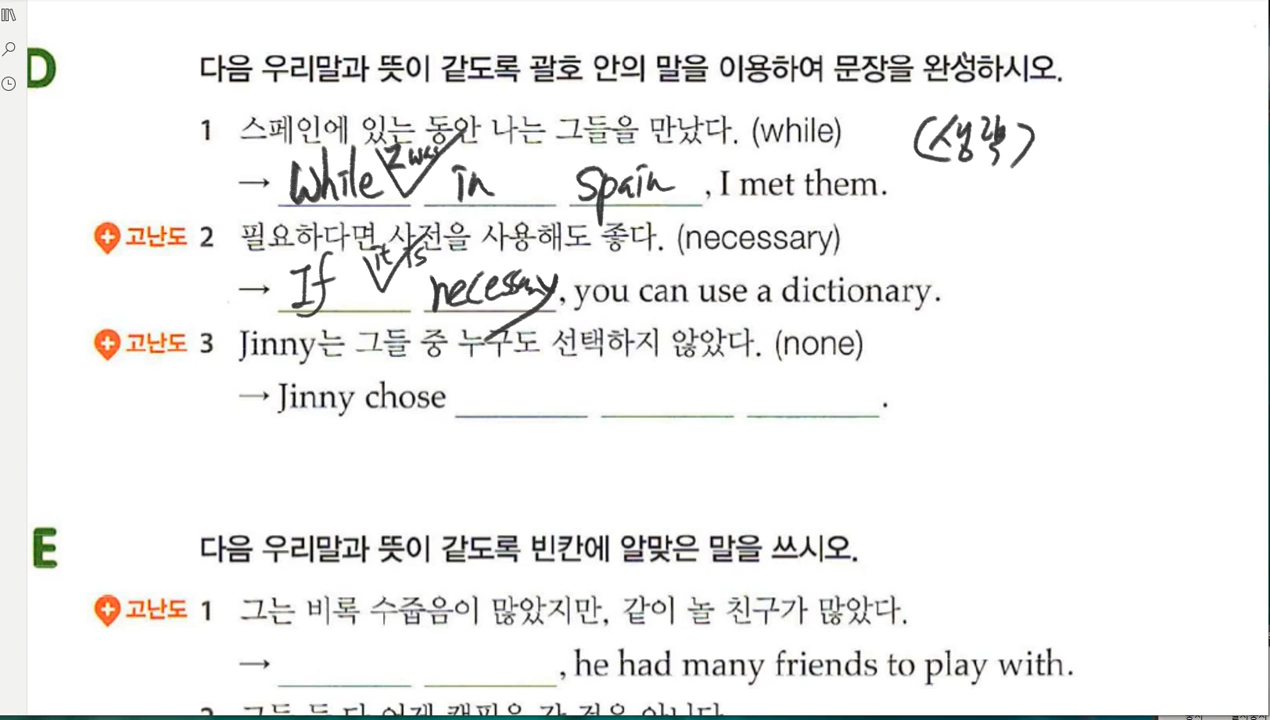 D 다음 우리말과 뜻이 같도록 괄호 안의 말을 이용하여 문장을 완성하시오.
1 스페인에 있는 동안 나는 그들을 만났다. (while) (생략)
I was
→ While in Spain , I met them.
고난도 2 필요하다면 사전을 사용해도 좋다. (necessary)
it is
→ If necessary , you can use a dictionary.
고난도 3 Jinny는 그들 중 누구도 선택하지 않았다. (none)
→ Jinny chose .
E 다음 우리말과 뜻이 같도록 빈칸에 알맞은 말을 쓰시오.
고난도 1 그는 비록 수줍음이 많았지만, 같이 놀 친구가 많았다.
→ , he had many friends to play with.